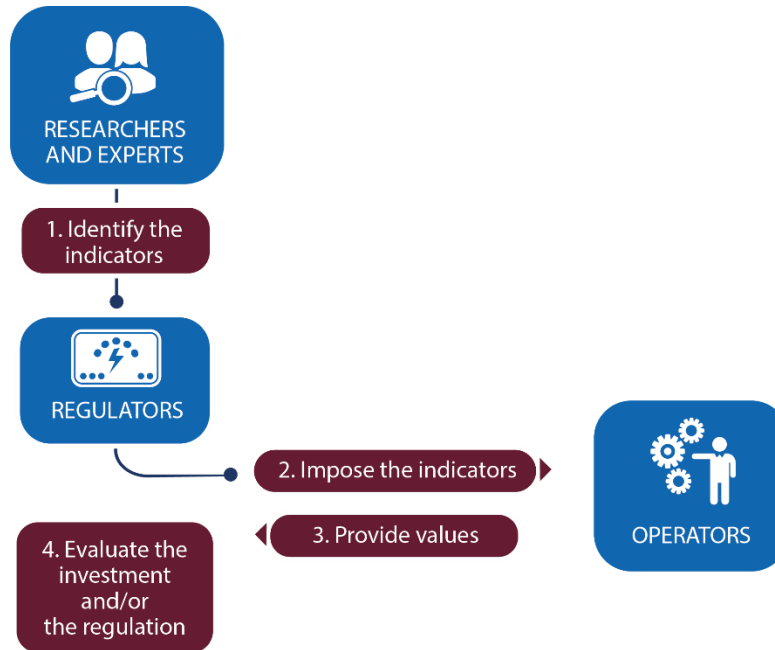 RESEARCHERS
AND EXPERTS
1. Identify the
indicators
REGULATORS
2. Impose the indicators
3. Provide values
OPERATORS
4. Evaluate the
investment
and/or
the regulation